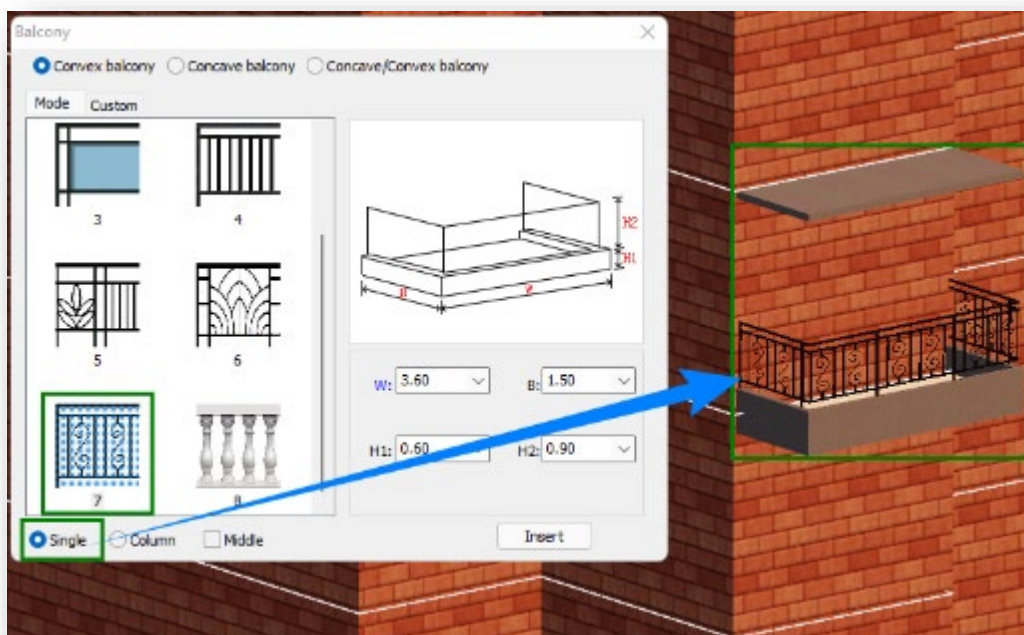 Balcony
Convex balcony Concave balcony Concave/Convex balcony
Mode Custom
3 4
H2
H1
5 6
W: 3.60 B: 1.50
H1: 0.60 H2: 0.90
7 8
Single Column Middle Insert